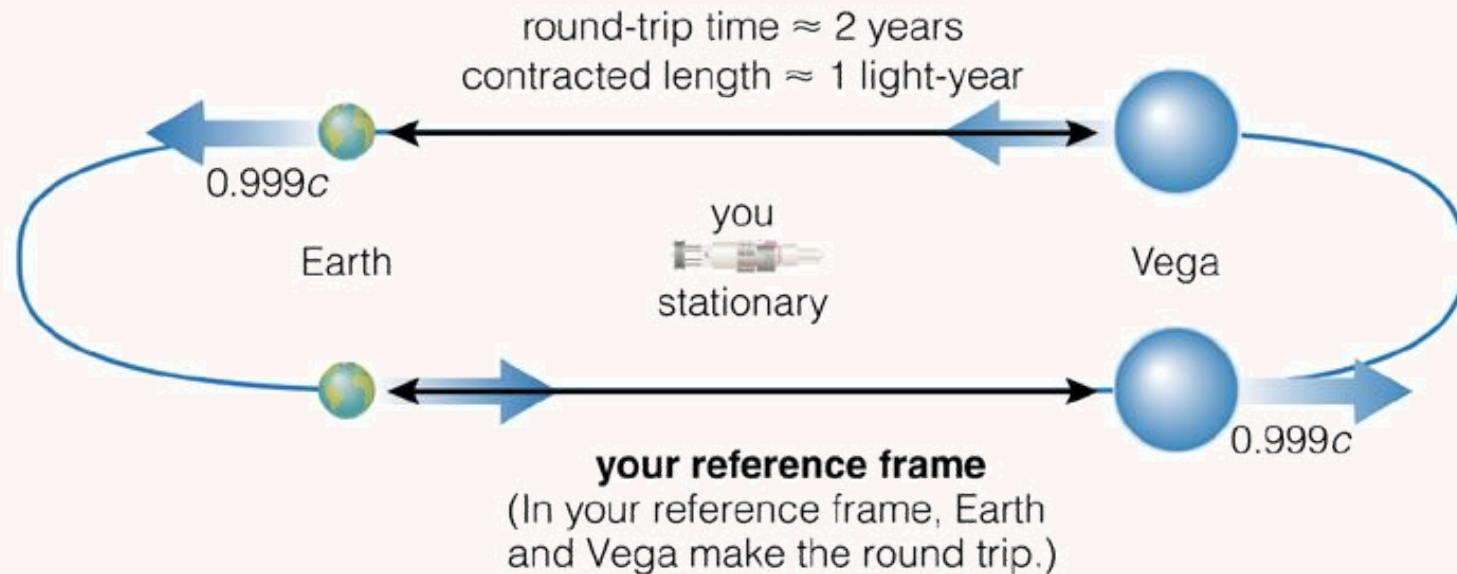 round-trip time ≈ 2 years
contracted length ≈ 1 light-year
0.999c
you
Earth
Vega
stationary
0.999c
your reference frame
(In your reference frame, Earth
and Vega make the round trip.)